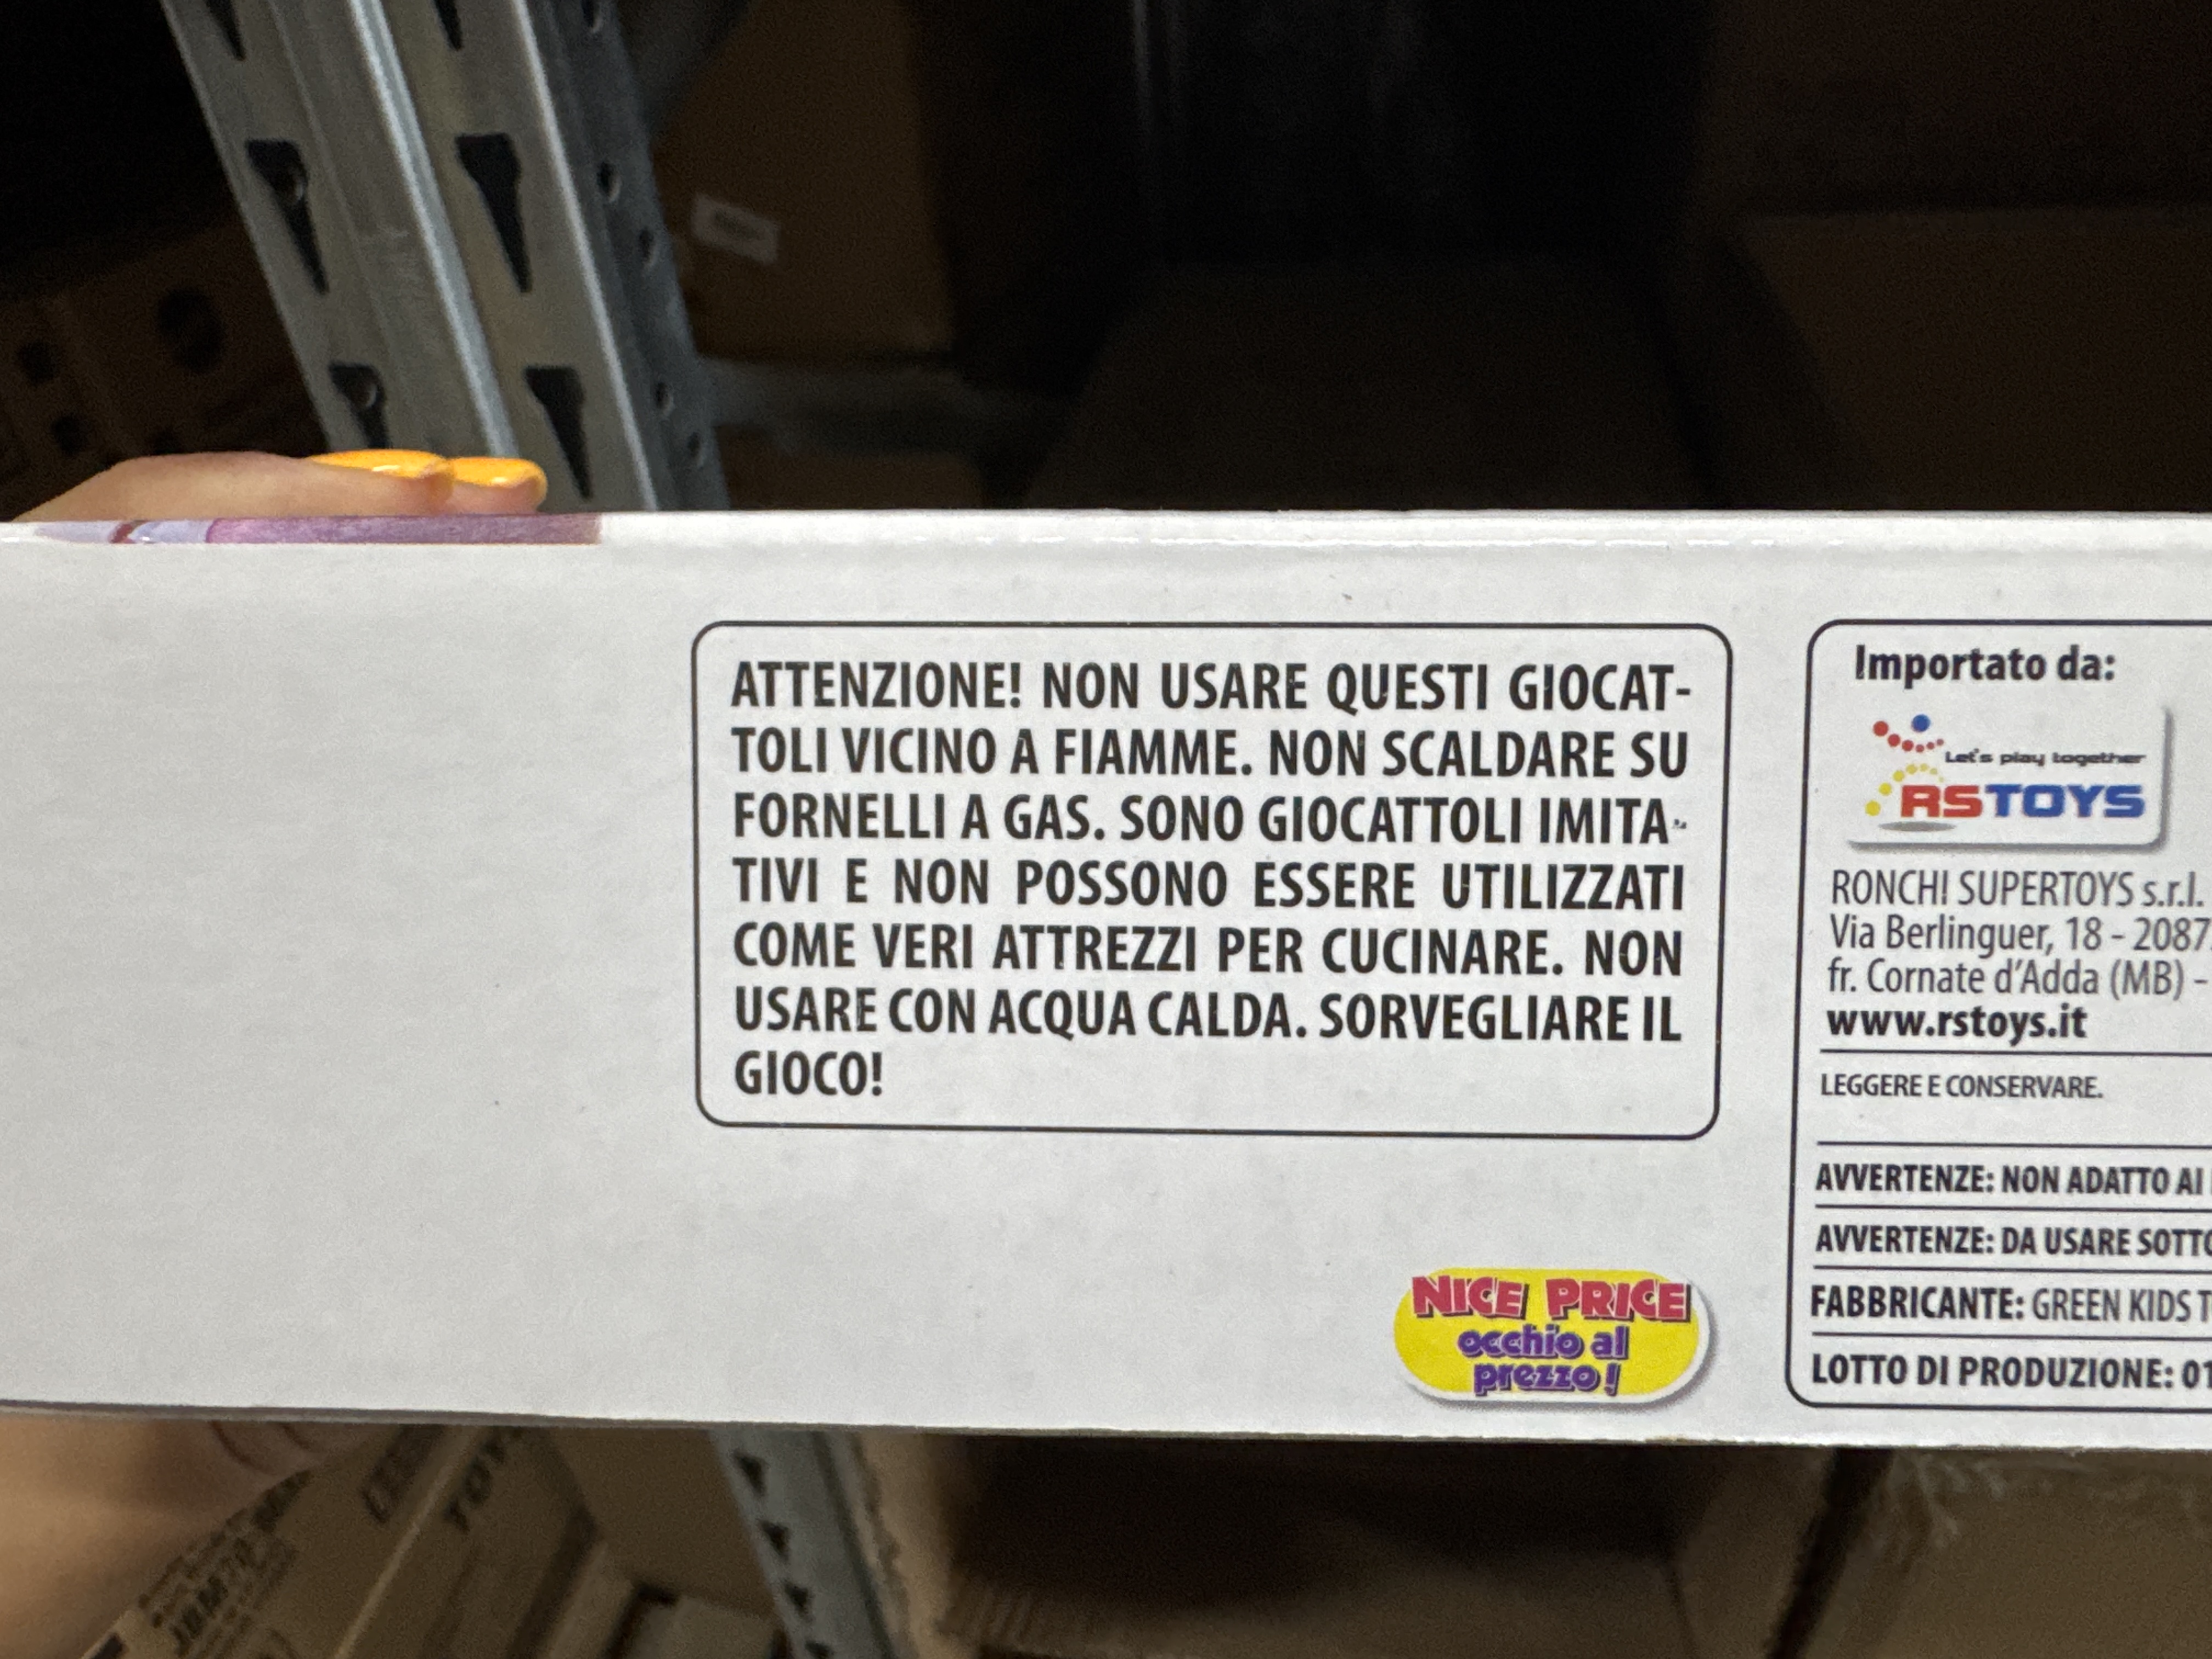 ATTENZIONE! NON USARE QUESTI GIOCAT-
TOLI VICINO A FIAMME. NON SCALDARE SU
FORNELLI A GAS. SONO GIOCATTOLI IMITA-
TIVI E NON POSSONO ESSERE UTILIZZATI
COME VERI ATTREZZI PER CUCINARE. NON
USARE CON ACQUA CALDA. SORVEGLIARE IL
GIOCO!
NICE PRICE
occhio al
prezzo!
Importato da:
Let's play together
RSTOYS
RONCHI SUPERTOYS s.r.l.
Via Berlinguer, 18 - 2087
fr. Cornate d'Adda (MB) -
www.rstoys.it
LEGGERE E CONSERVARE.
AVVERTENZE: NON ADATTO AI
AVVERTENZE: DA USARE SOTTO
FABBRICANTE: GREEN KIDS T
LOTTO DI PRODUZIONE: 01